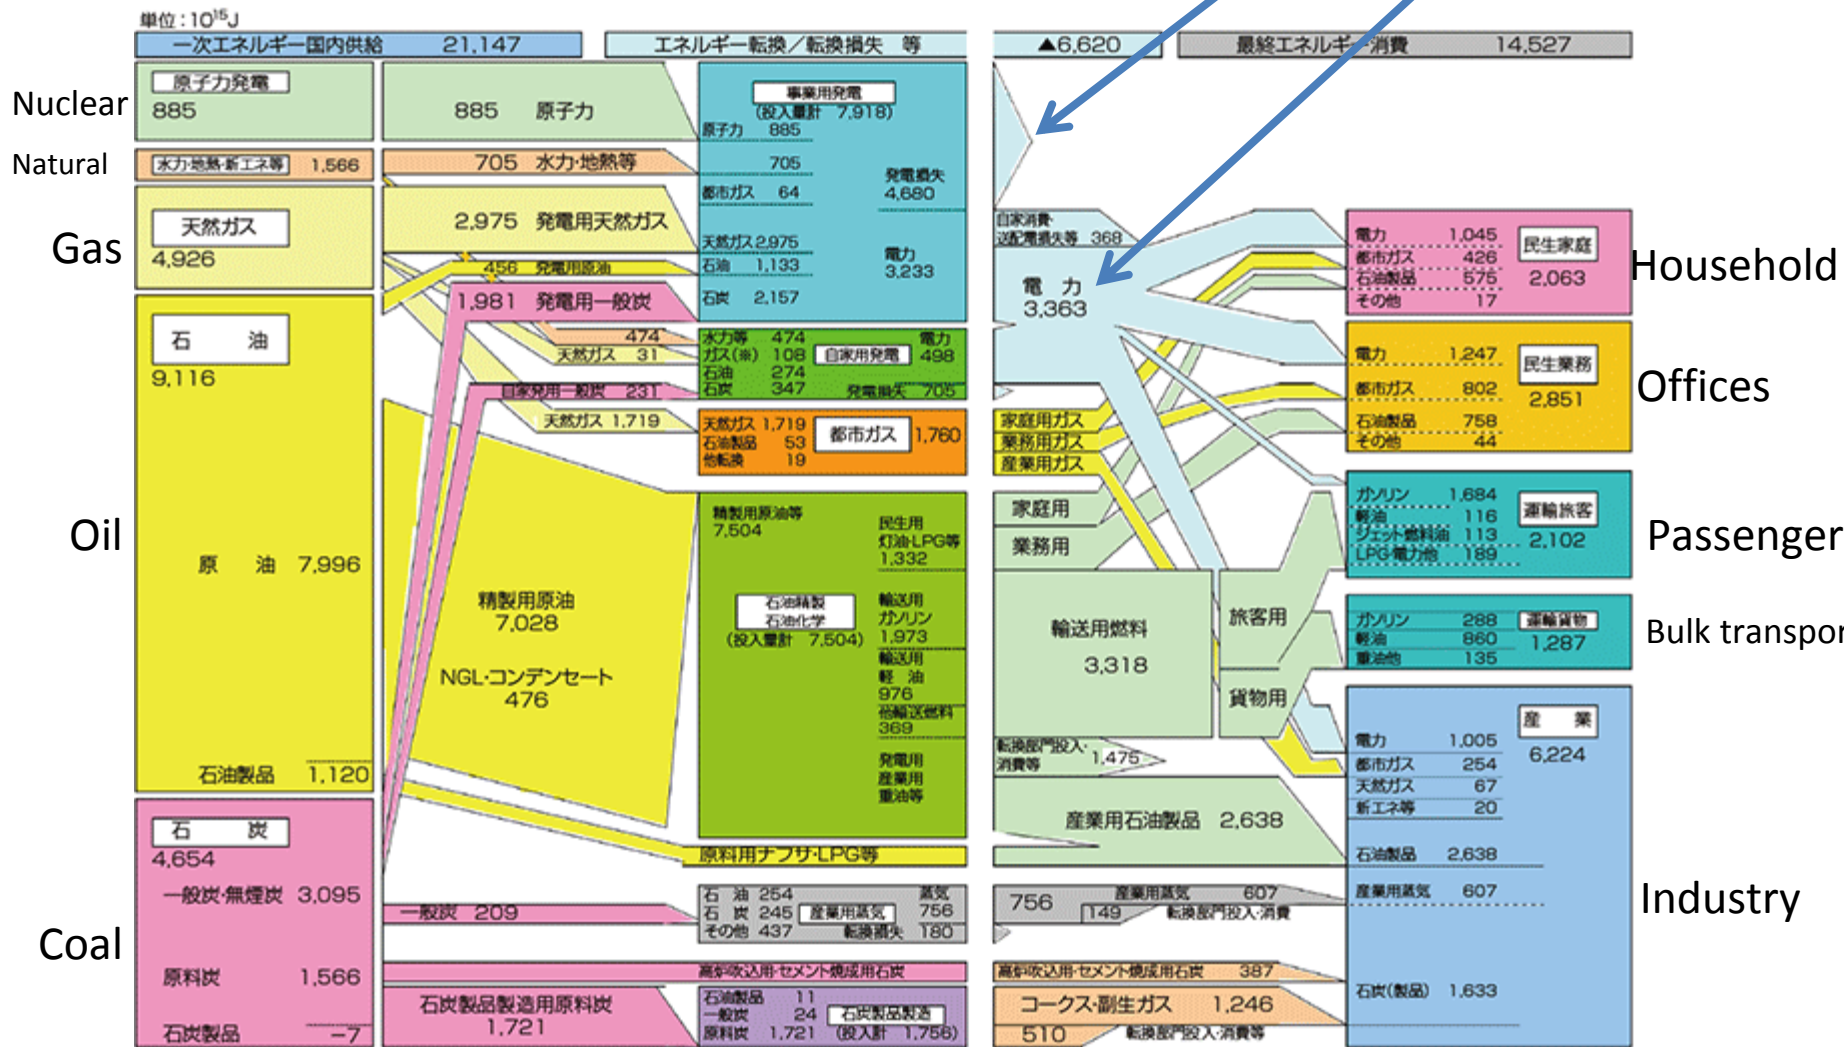 単位：10¹⁵J
一次エネルギー国内供給 21,147
エネルギー転換／転換損失 等 ▲6,620
最終エネルギー消費 14,527
Nuclear
原子力発電
885
Natural
水力・地熱・新エネ等 1,566
Gas
天然ガス
4,926
Oil
石 油
9,116
原 油 7,996
石油製品 1,120
Coal
石 炭
4,654
一般炭・無煙炭 3,095
原料炭 1,566
石炭製品 −7
885 原子力
705 水力・地熱等
2,975 発電用天然ガス
456 発電用原油
1,981 発電用一般炭
474
天然ガス 31
自家発用一般炭 231
天然ガス 1,719
精製用原油
7,028
NGL・コンデンセート
476
原料用ナフサ・LPG等
一般炭 209
高炉吹込用・セメント焼成用石炭
石炭製品製造用原料炭
1,721
事業用発電
(投入量計 7,918)
原子力 885
705
都市ガス 64
天然ガス 2,975
石油 1,133
石炭 2,157
発電損失
4,680
電力
3,233
水力等 474
ガス(※) 108
石油 274
石炭 347
自家用発電
電力
498
発電損失 705
天然ガス 1,719
石油製品 53
他転換 19
都市ガス 1,760
精製用原油等
7,504
石油精製
石油化学
(投入量計 7,504)
民生用
灯油・LPG等
1,332
輸送用
ガソリン
1,973
輸送用
軽 油
976
他輸送燃料
369
発電用
産業用
重油等
石 油 254
石 炭 245
その他 437
産業用蒸気
蒸気
756
転換損失 180
石油製品 11
一般炭 24
原料炭 1,721
石炭製品製造
(投入計 1,756)
自家消費・
送配電損失等 368
電 力
3,363
家庭用ガス
業務用ガス
産業用ガス
家庭用
業務用
輸送用燃料
3,318
旅客用
貨物用
転換部門投入・
消費等 1,475
産業用石油製品 2,638
756
産業用蒸気 607
149 転換部門投入・消費
高炉吹込用・セメント焼成用石炭 387
コークス・副生ガス 1,246
510 転換部門投入・消費等
電力 1,045
都市ガス 426
石油製品 575
その他 17
民生家庭
2,063
Household
電力 1,247
都市ガス 802
石油製品 758
その他 44
民生業務
2,851
Offices
ガソリン 1,684
軽油 116
ジェット燃料油 113
LPG・電力他 189
運輸旅客
2,102
Passenger
ガソリン 288
軽油 860
重油他 135
運輸貨物
1,287
Bulk transpor
産 業
6,224
電力 1,005
都市ガス 254
天然ガス 67
新エネ等 20
石油製品 2,638
産業用蒸気 607
石炭(製品) 1,633
Industry